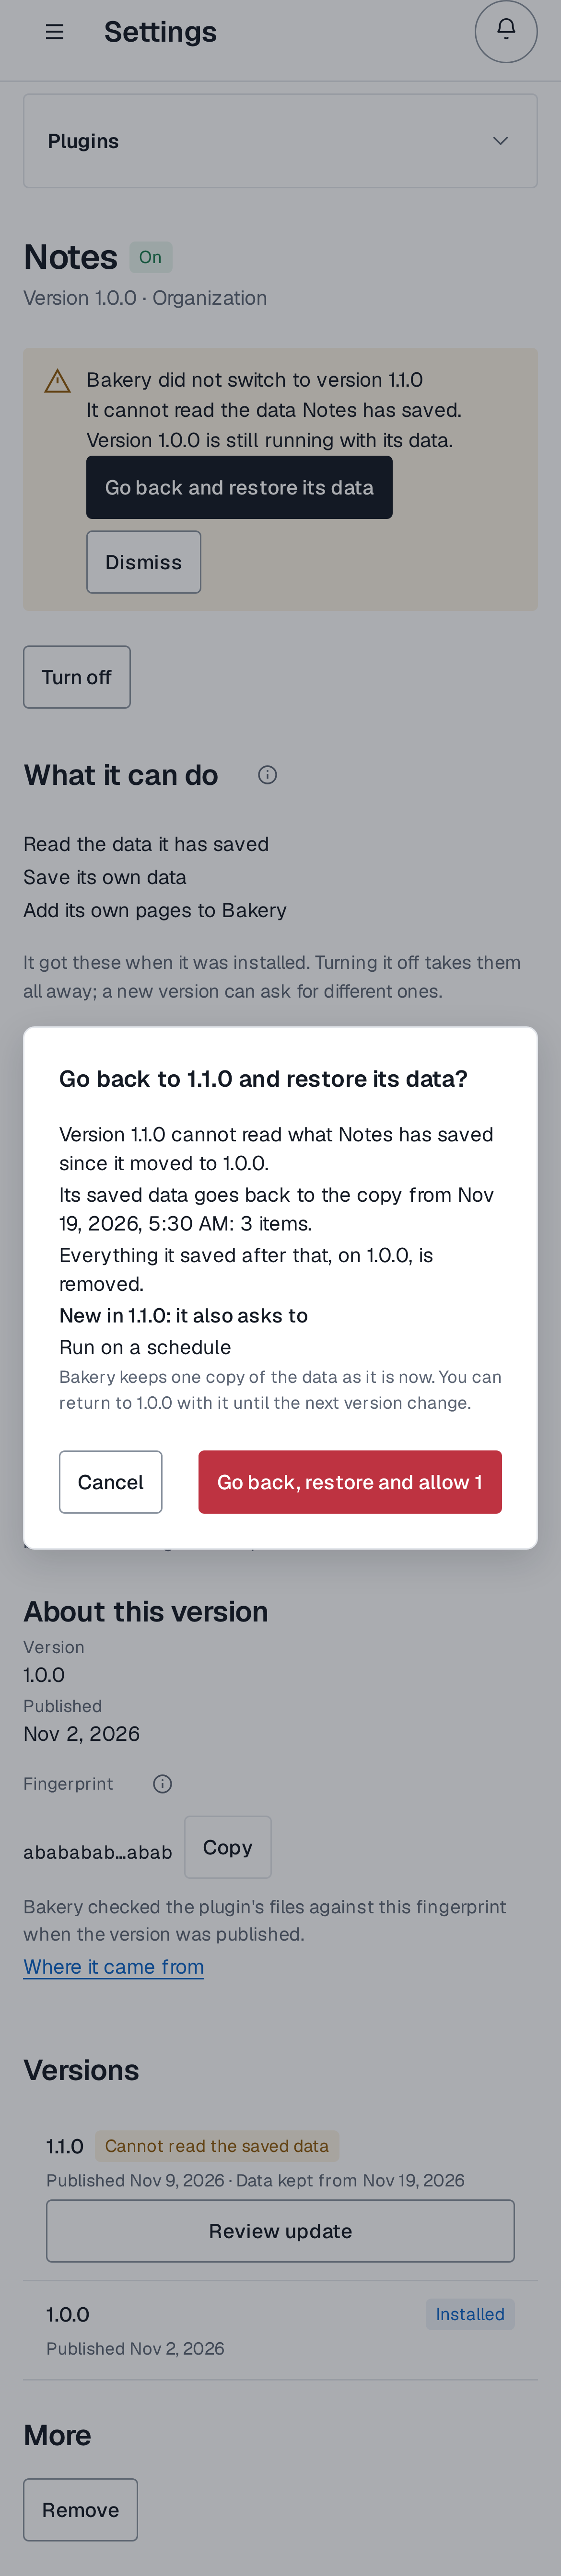 Settings
Plugins
Notes On
Version 1.0.0 · Organization
Bakery did not switch to version 1.1.0
It cannot read the data Notes has saved.
Version 1.0.0 is still running with its data.
Go back and restore its data
Dismiss
Turn off
What it can do
Read the data it has saved
Save its own data
Add its own pages to Bakery
It got these when it was installed. Turning it off takes them
all away; a new version can ask for different ones.
Go back to 1.1.0 and restore its data?
Version 1.1.0 cannot read what Notes has saved
since it moved to 1.0.0.
Its saved data goes back to the copy from Nov
19, 2026, 5:30 AM: 3 items.
Everything it saved after that, on 1.0.0, is
removed.
New in 1.1.0: it also asks to
Run on a schedule
Bakery keeps one copy of the data as it is now. You can
return to 1.0.0 with it until the next version change.
Cancel
Go back, restore and allow 1
About this version
Version
1.0.0
Published
Nov 2, 2026
Fingerprint
abababab…abab Copy
Bakery checked the plugin's files against this fingerprint
when the version was published.
Where it came from
Versions
1.1.0 Cannot read the saved data
Published Nov 9, 2026 · Data kept from Nov 19, 2026
Review update
1.0.0 Installed
Published Nov 2, 2026
More
Remove